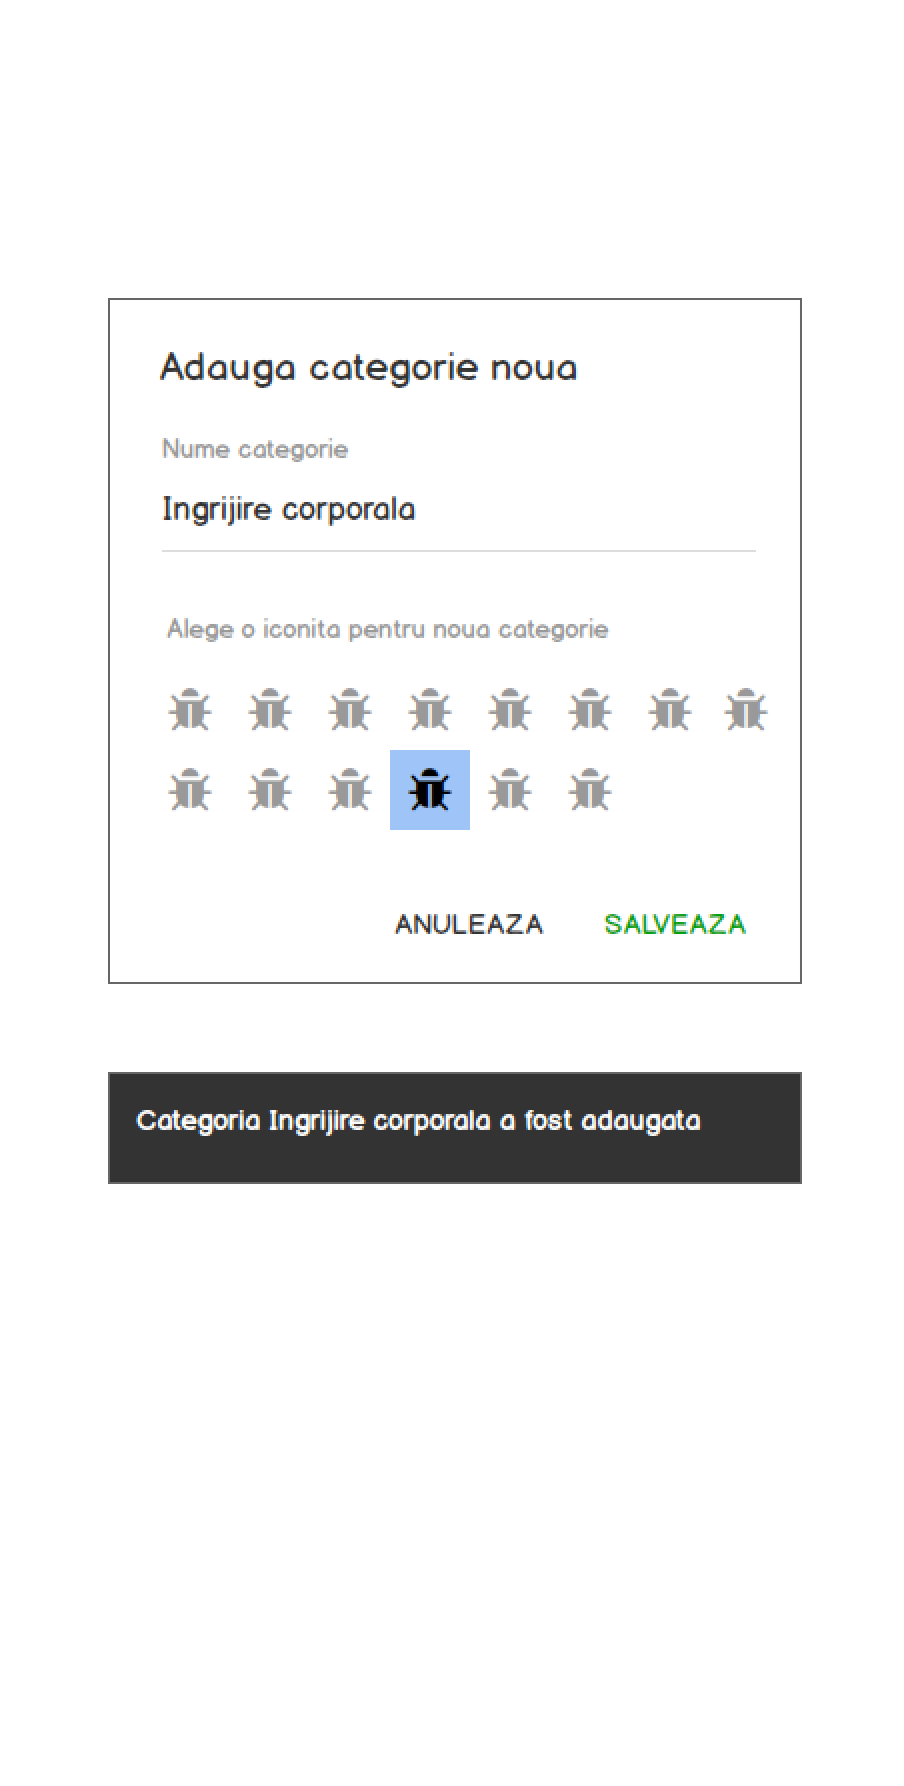 Adauga categorie noua
Nume categorie
Ingrijire corporala
Alege o iconita pentru noua categorie
ANULEAZA SALVEAZA
Categoria Ingrijire corporala a fost adaugata